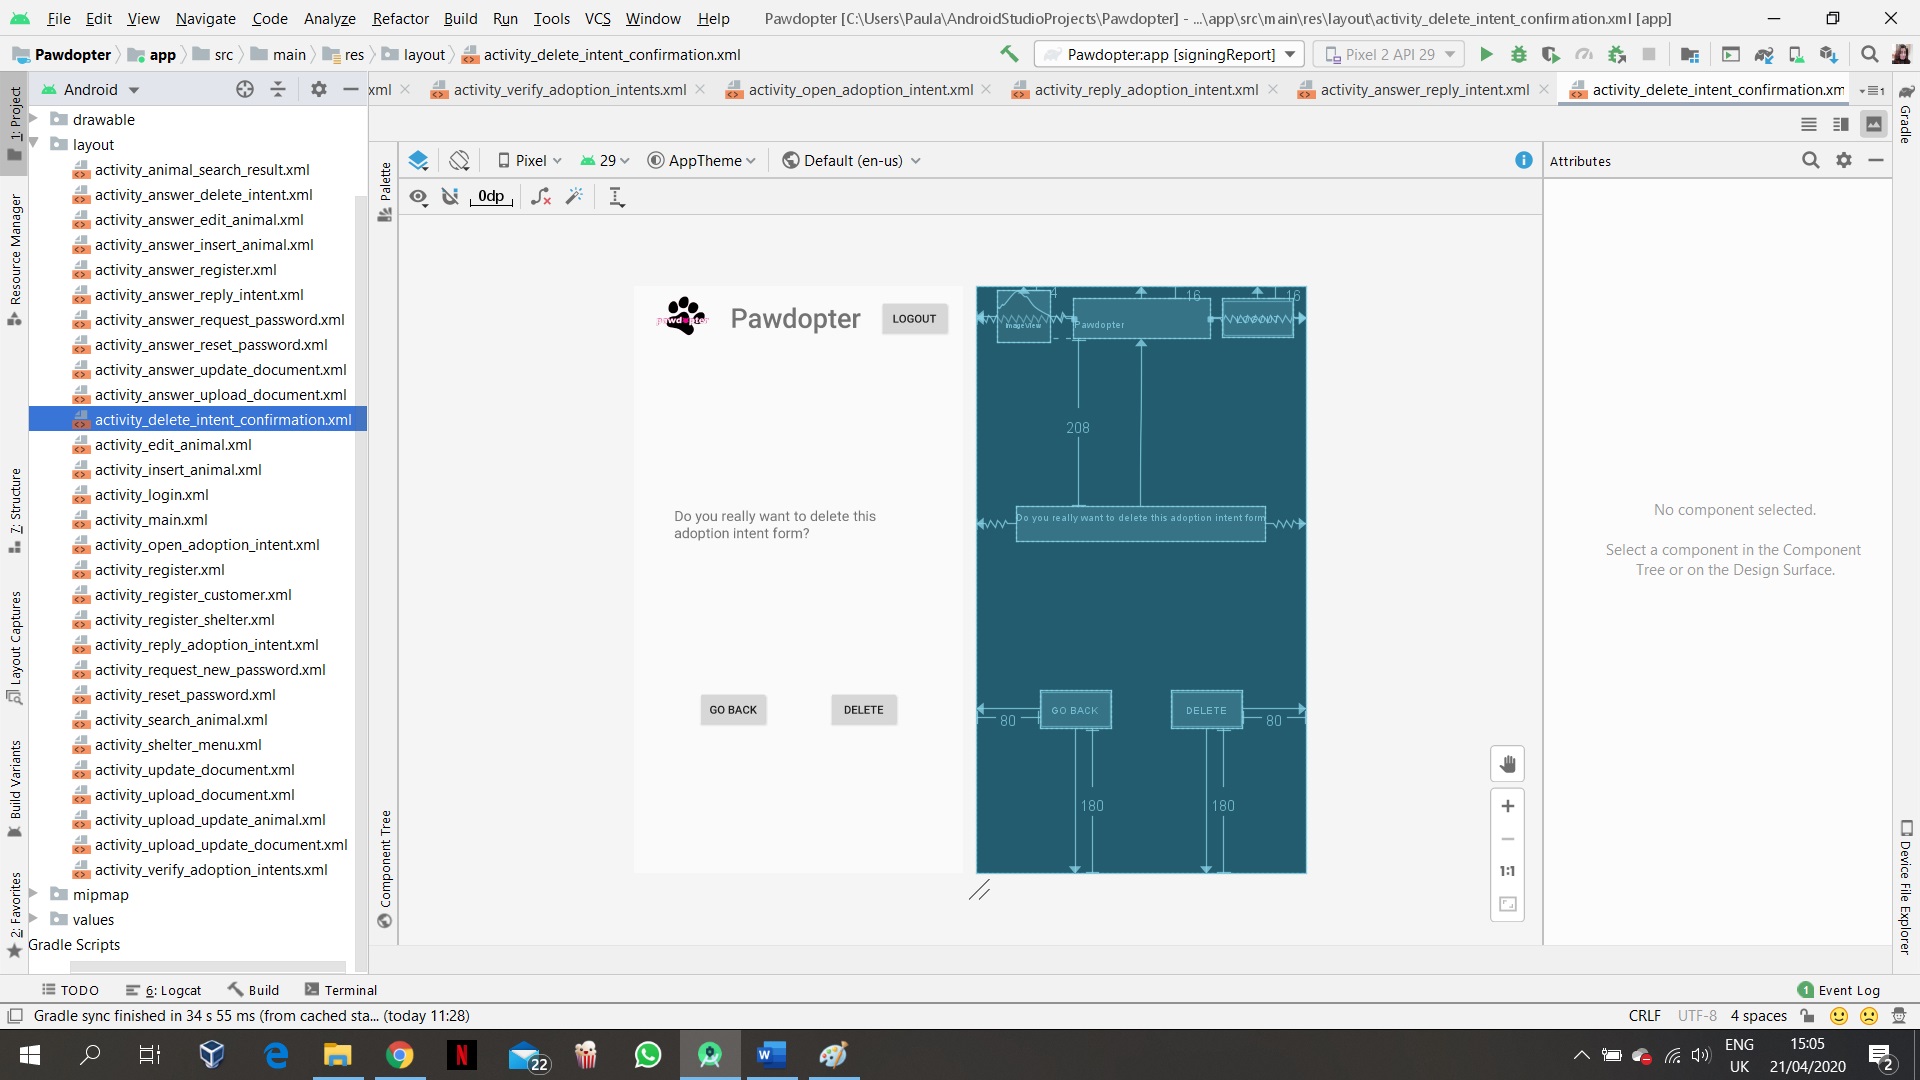 File Edit View Navigate Code Analyze Refactor Build Run Tools VCS Window Help Pawdopter [C:\Users\Paula\AndroidStudioProjects\Pawdopter] - ...\app\src\main\res\layout\activity_delete_intent_confirmation.xml [app]
Pawdopter app src main res layout activity_delete_intent_confirmation.xml Pawdopter:app [signingReport] Pixel 2 API 29
Android
xml activity_verify_adoption_intents.xml activity_open_adoption_intent.xml activity_reply_adoption_intent.xml activity_answer_reply_intent.xml activity_delete_intent_confirmation.xm 1
1: Project
Resource Manager
7: Structure
Layout Captures
Build Variants
2: Favorites
drawable
layout
activity_animal_search_result.xml
activity_answer_delete_intent.xml
activity_answer_edit_animal.xml
activity_answer_insert_animal.xml
activity_answer_register.xml
activity_answer_reply_intent.xml
activity_answer_request_password.xml
activity_answer_reset_password.xml
activity_answer_update_document.xml
activity_answer_upload_document.xml
activity_delete_intent_confirmation.xml
activity_edit_animal.xml
activity_insert_animal.xml
activity_login.xml
activity_main.xml
activity_open_adoption_intent.xml
activity_register.xml
activity_register_customer.xml
activity_register_shelter.xml
activity_reply_adoption_intent.xml
activity_request_new_password.xml
activity_reset_password.xml
activity_search_animal.xml
activity_shelter_menu.xml
activity_update_document.xml
activity_upload_document.xml
activity_upload_update_animal.xml
activity_upload_update_document.xml
activity_verify_adoption_intents.xml
mipmap
values
Gradle Scripts
Palette
Component Tree
Pixel 29 AppTheme Default (en-us)
0dp
pawdopter
Pawdopter
LOGOUT
Do you really want to delete this
adoption intent form?
GO BACK DELETE
4 16 16
ImageView Pawdopter LOGOUT
208
Do you really want to delete this adoption intent form
80 GO BACK DELETE 80
180 180
1:1
Attributes
No component selected.
Select a component in the Component
Tree or on the Design Surface.
Gradle
Device File Explorer
TODO 6: Logcat Build Terminal 1 Event Log
Gradle sync finished in 34 s 55 ms (from cached sta... (today 11:28) CRLF UTF-8 4 spaces
22
ENG
UK
15:05
21/04/2020
2